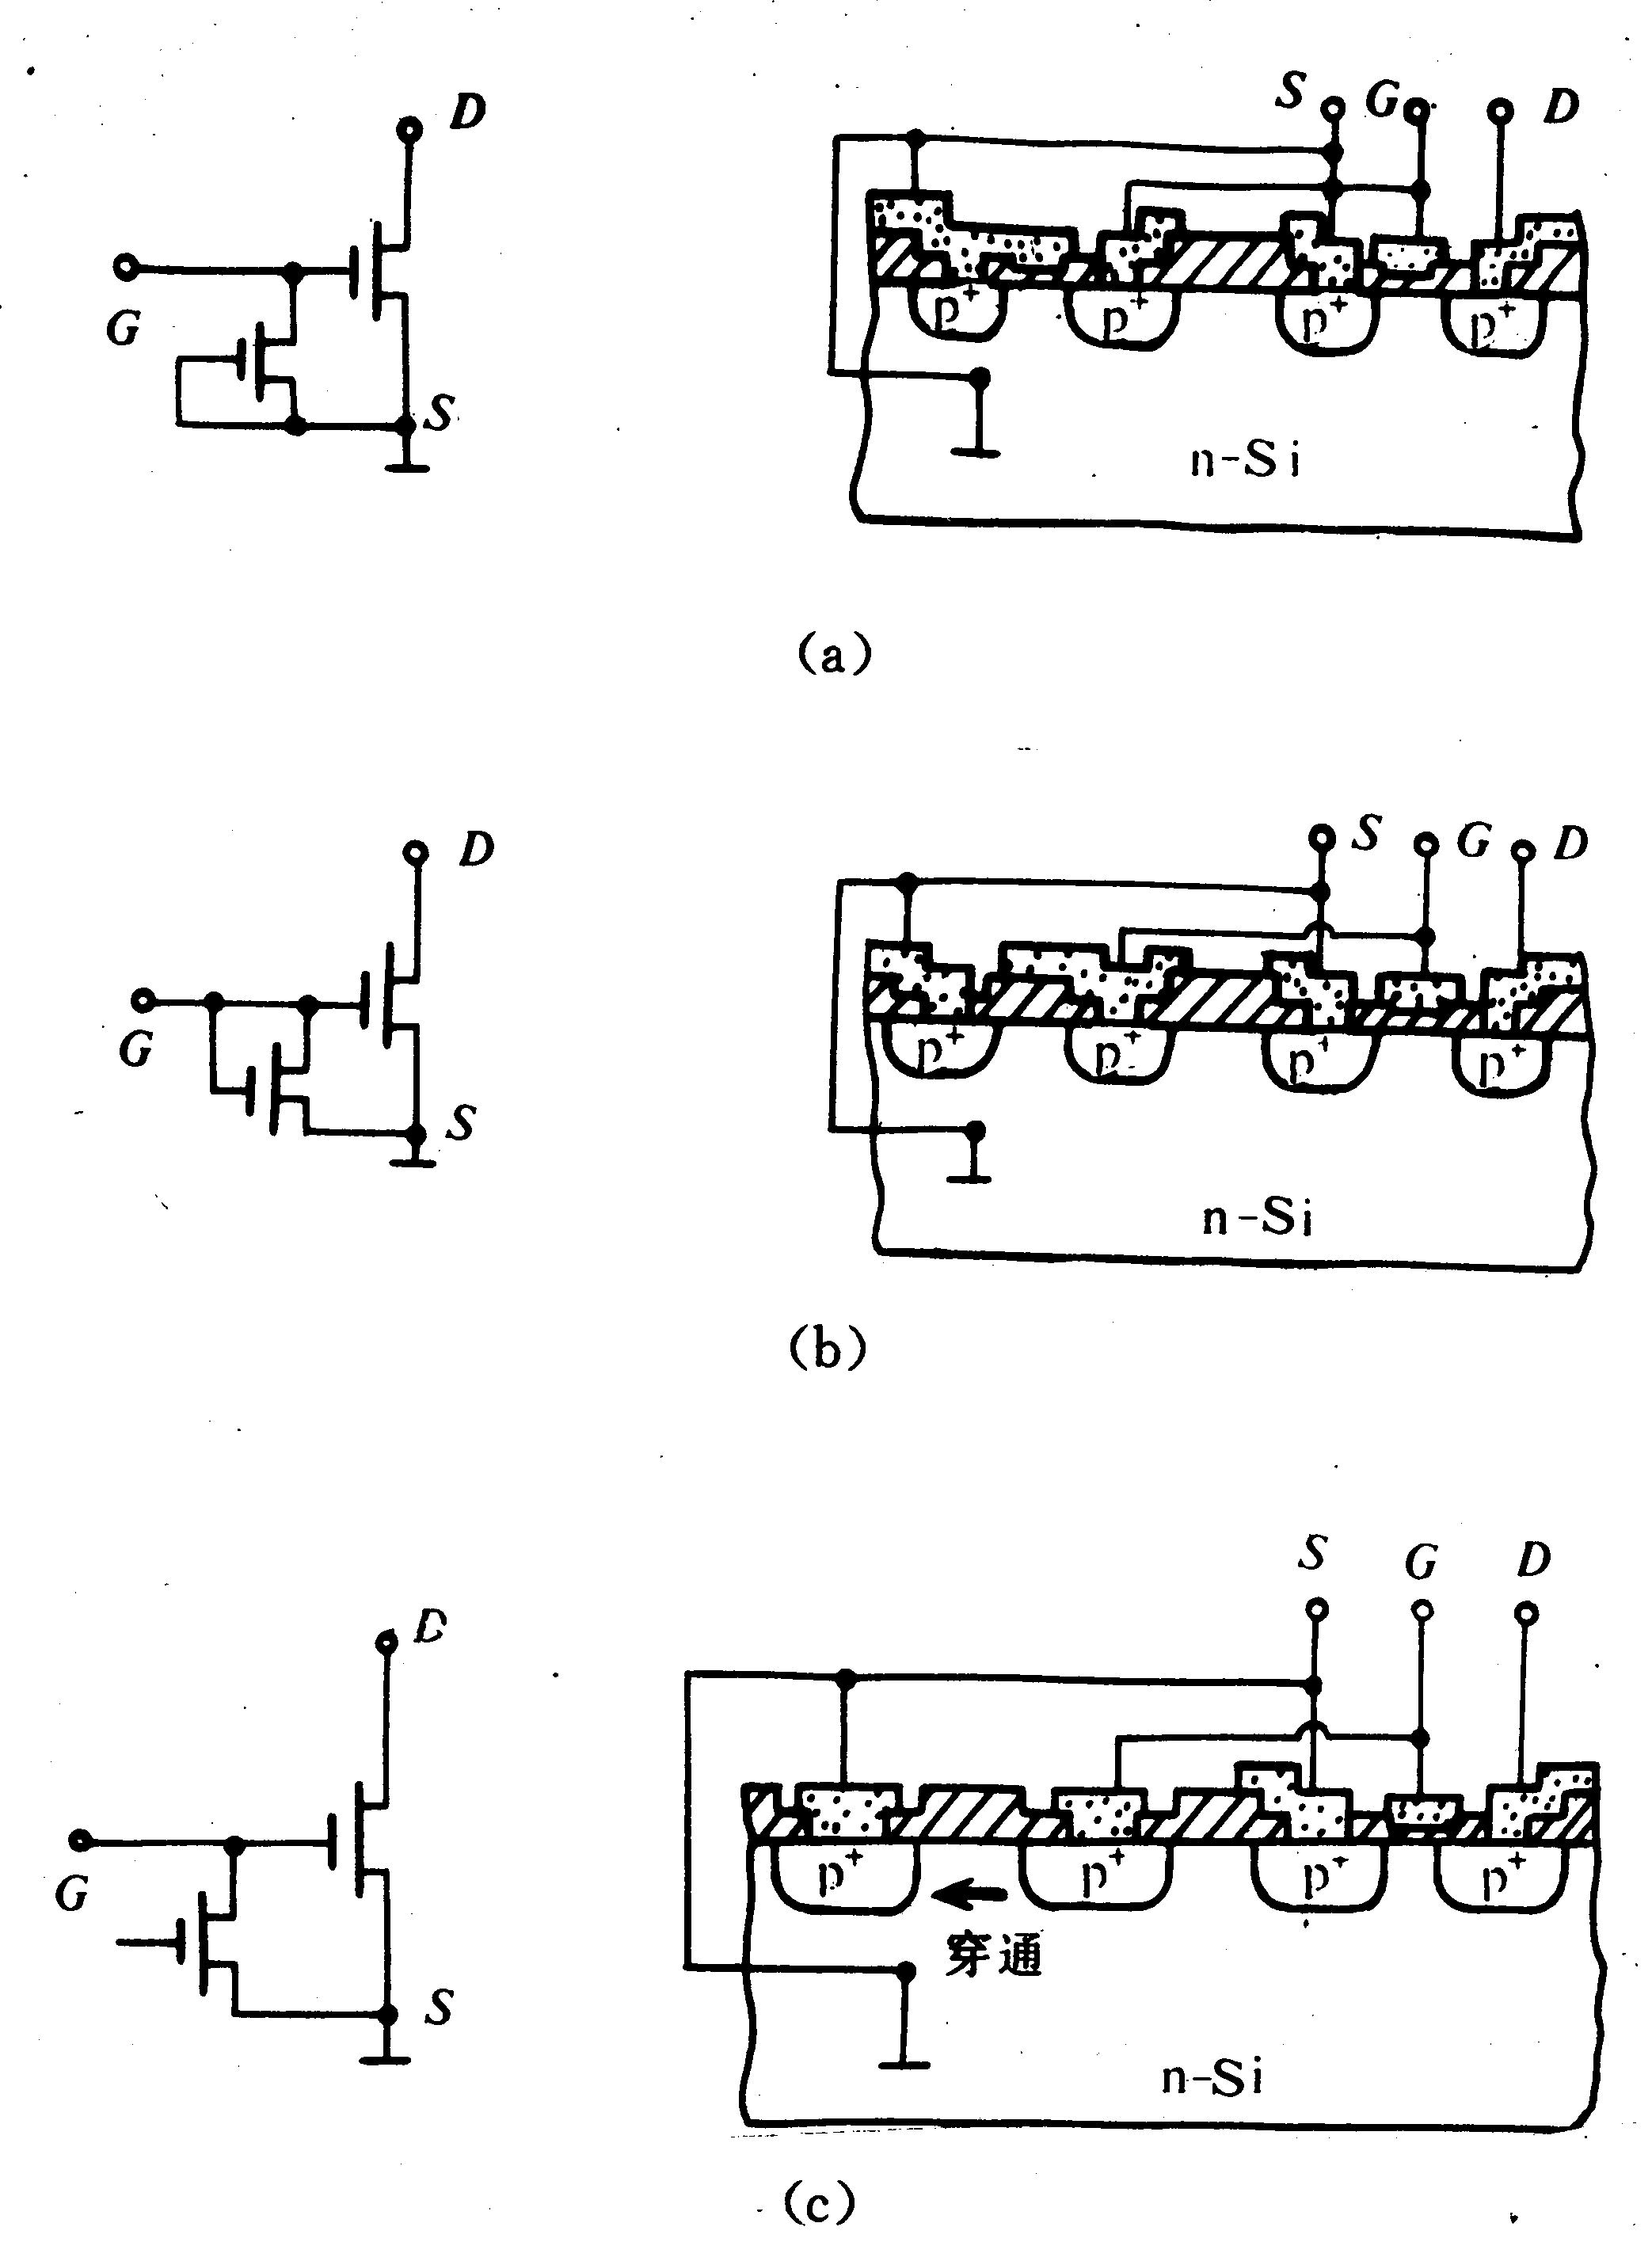 D
G
S
S G D
p+ p+ p+ p+
n-Si
(a)
D
G
S
S G D
p+ p+ p+ p+
n-Si
(b)
D
G
S
S G D
p+ p+ p+ p+
穿通
n-Si
(c)